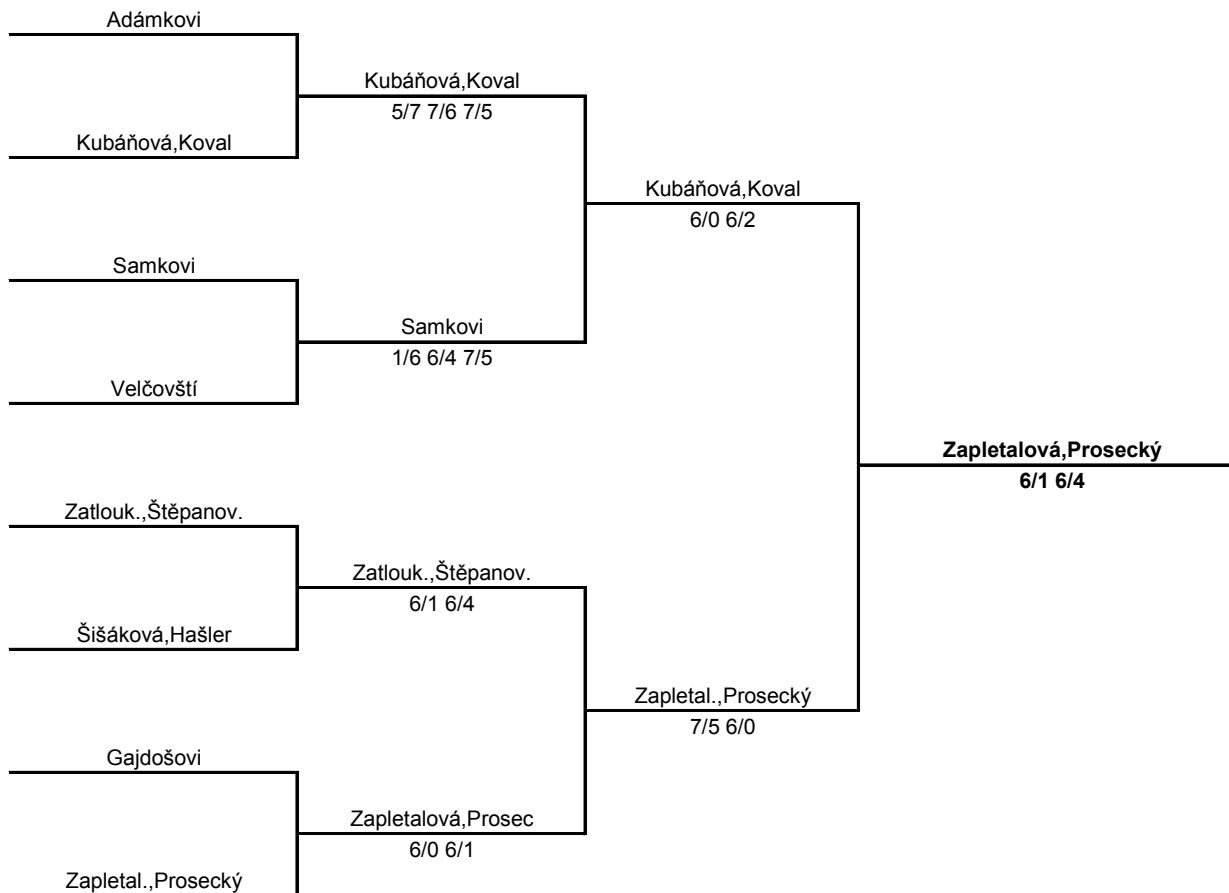 Adámkovi
Kubáňová,Koval
5/7 7/6 7/5
Kubáňová,Koval
Kubáňová,Koval
6/0 6/2
Samkovi
Samkovi
1/6 6/4 7/5
Velčovští
Zapletalová,Prosecký
6/1 6/4
Zatlouk.,Štěpanov.
Zatlouk.,Štěpanov.
6/1 6/4
Šišáková,Hašler
Zapletal.,Prosecký
7/5 6/0
Gajdošovi
Zapletalová,Prosec
6/0 6/1
Zapletal.,Prosecký